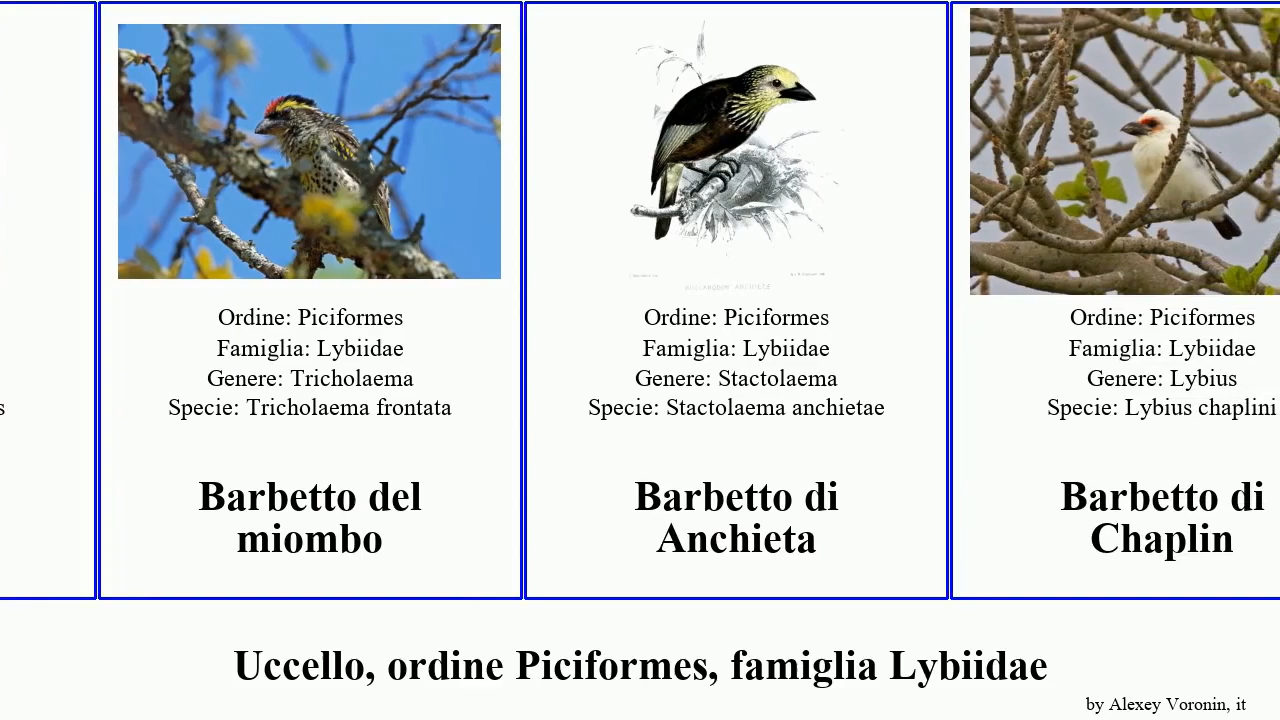 s
Ordine: Piciformes
Famiglia: Lybiidae
Genere: Tricholaema
Specie: Tricholaema frontata
Barbetto del
miombo
Ordine: Piciformes
Famiglia: Lybiidae
Genere: Stactolaema
Specie: Stactolaema anchietae
Barbetto di
Anchieta
Ordine: Piciformes
Famiglia: Lybiidae
Genere: Lybius
Specie: Lybius chaplini
Barbetto di
Chaplin
Uccello, ordine Piciformes, famiglia Lybiidae
by Alexey Voronin, it